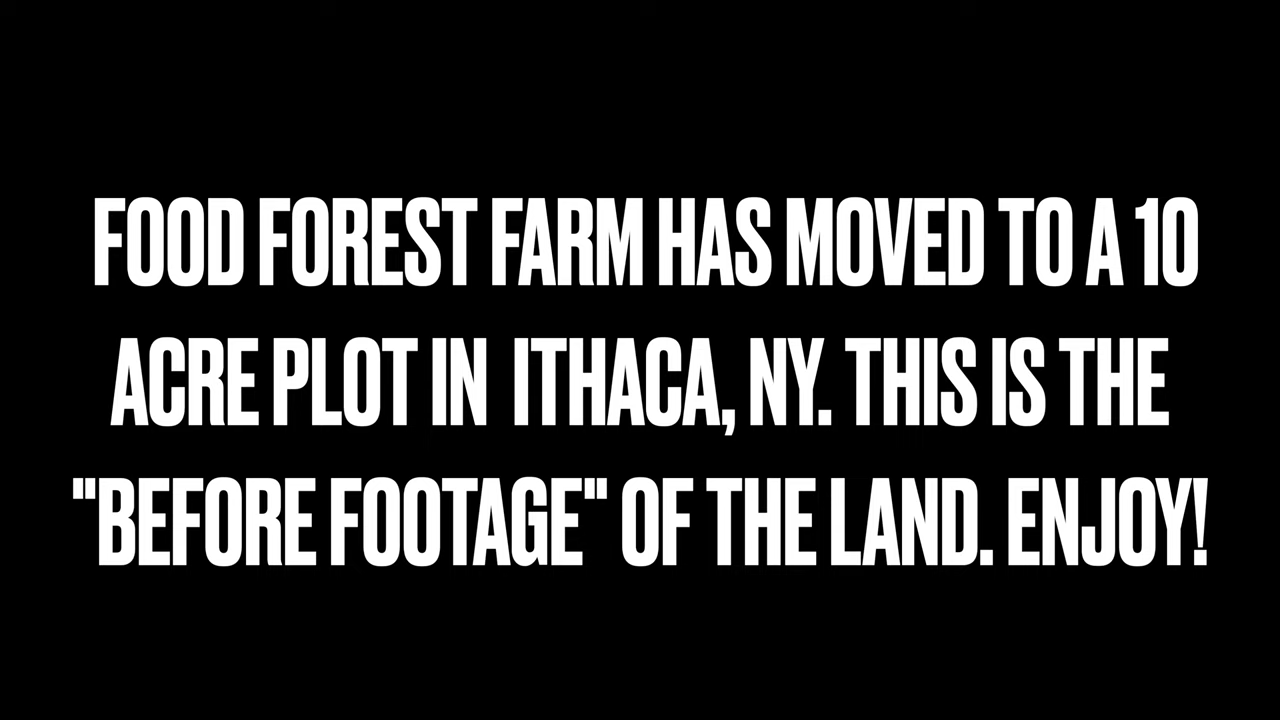 FOOD FOREST FARM HAS MOVED TO A 10
ACRE PLOT IN ITHACA, NY. THIS IS THE
"BEFORE FOOTAGE" OF THE LAND. ENJOY!